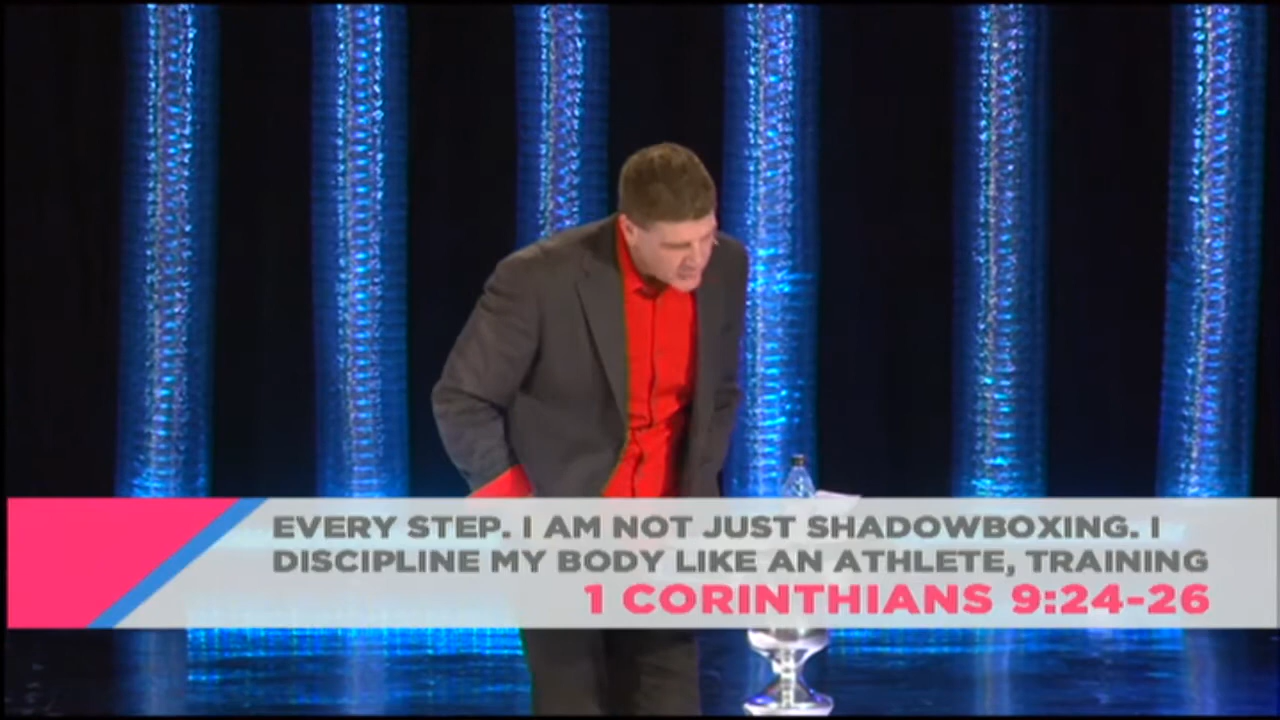 EVERY STEP. I AM NOT JUST SHADOWBOXING. I
DISCIPLINE MY BODY LIKE AN ATHLETE, TRAINING
1 CORINTHIANS 9:24-26